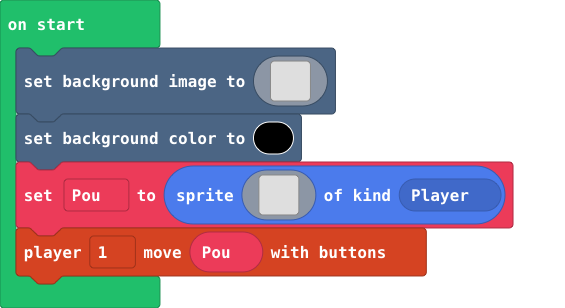 on start
set background image to
set background color to
set Pou to sprite of kind Player
player 1 move Pou with buttons